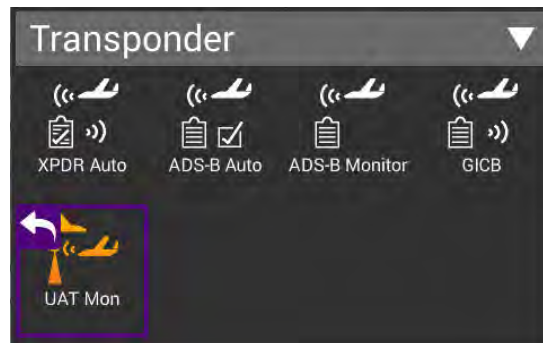 Transponder
XPDR Auto
ADS-B Auto
ADS-B Monitor
GICB
UAT Mon